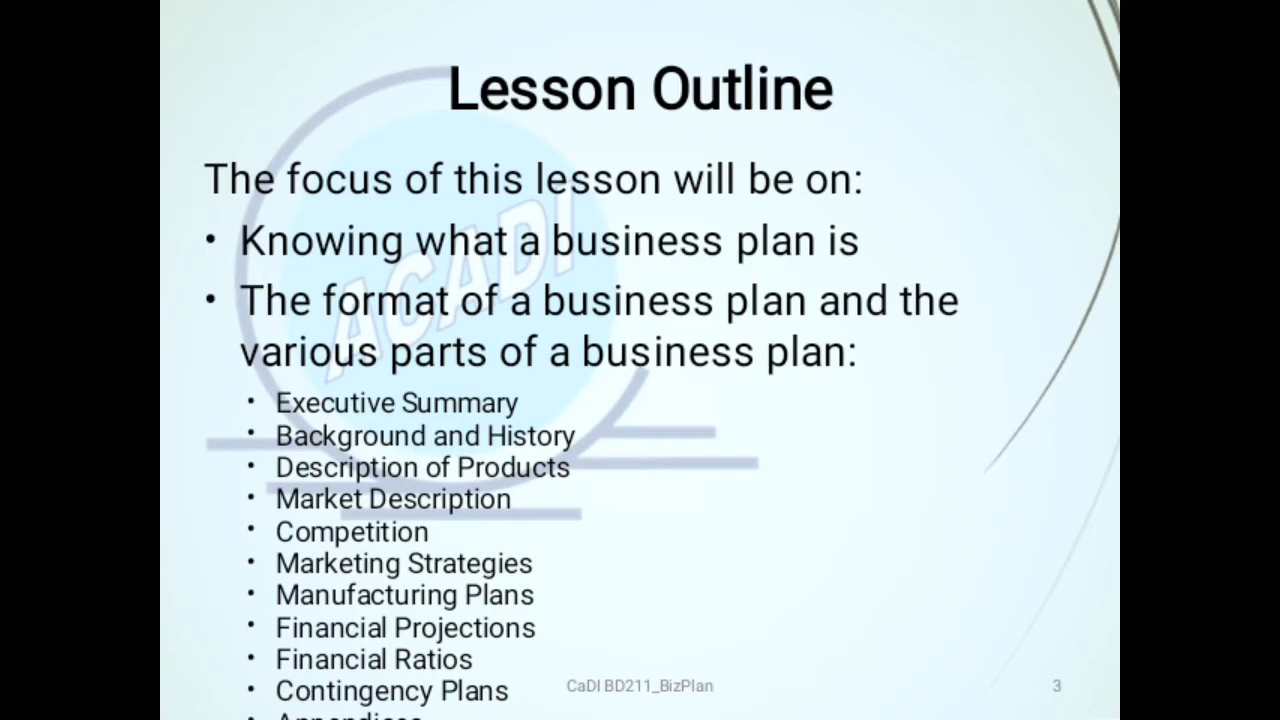 Lesson Outline
The focus of this lesson will be on:
• Knowing what a business plan is
• The format of a business plan and the
various parts of a business plan:
• Executive Summary
• Background and History
• Description of Products
• Market Description
• Competition
• Marketing Strategies
• Manufacturing Plans
• Financial Projections
• Financial Ratios
• Contingency Plans
• Appendices
CaDI BD211_BizPlan
3
ACADI